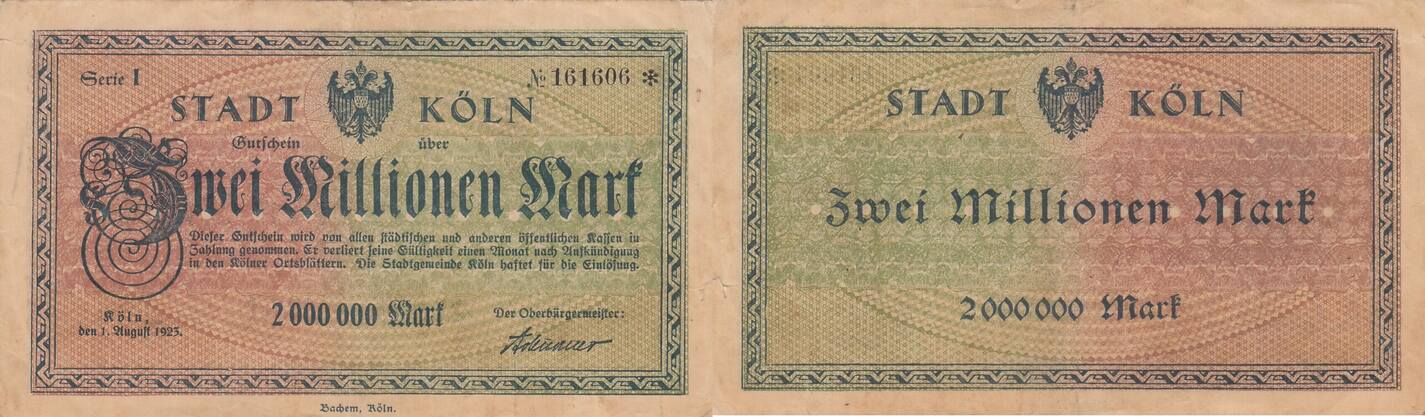 Serie I
№ 161606 *
STADT KÖLN
Gutschein über
Zwei Millionen Mark
Dieser Gutschein wird von allen städtischen und anderen öffentlichen Kassen in
Zahlung genommen. Er verliert seine Gültigkeit einen Monat nach Aufkündigung
in den Kölner Ortsblättern. Die Stadtgemeinde Köln haftet für die Einlösung.
Köln,
den 1. August 1923.
2 000 000 Mark
Der Oberbürgermeister:
Adenauer
Bachem, Köln.
STADT KÖLN
Zwei Millionen Mark
2 000 000 Mark